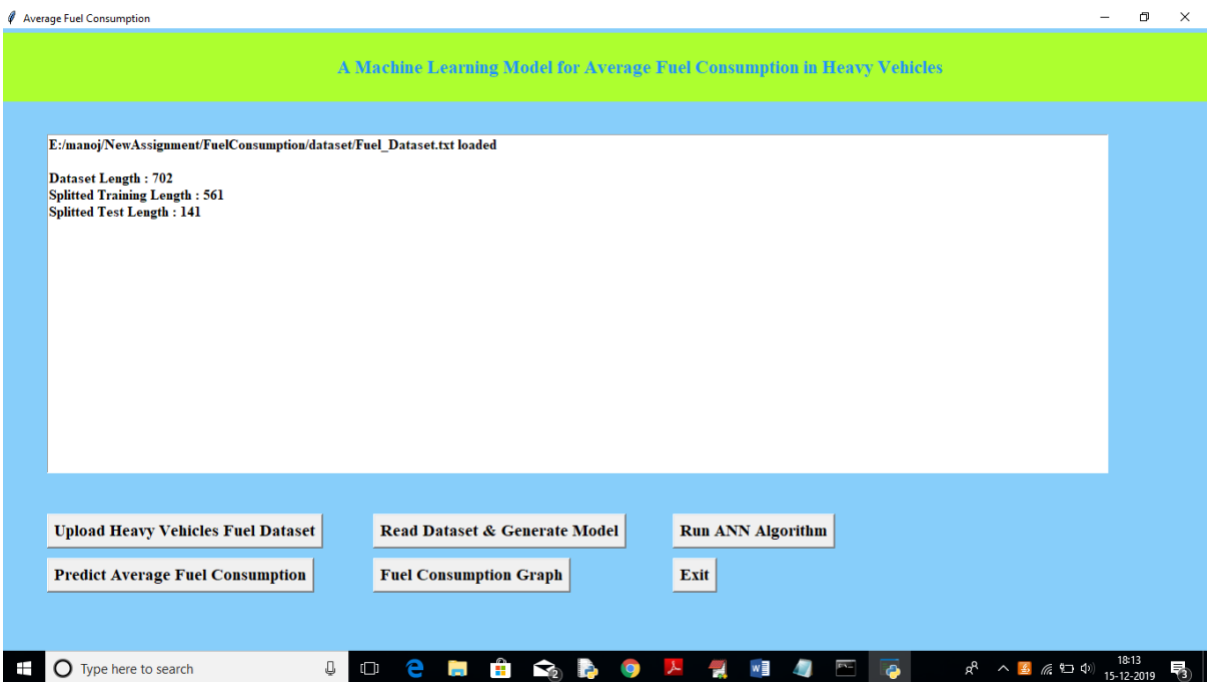 Average Fuel Consumption
A Machine Learning Model for Average Fuel Consumption in Heavy Vehicles
E:/manoj/NewAssignment/FuelConsumption/dataset/Fuel_Dataset.txt loaded
Dataset Length : 702
Splitted Training Length : 561
Splitted Test Length : 141
Upload Heavy Vehicles Fuel Dataset
Read Dataset & Generate Model
Run ANN Algorithm
Predict Average Fuel Consumption
Fuel Consumption Graph
Exit
Type here to search
18:13
15-12-2019